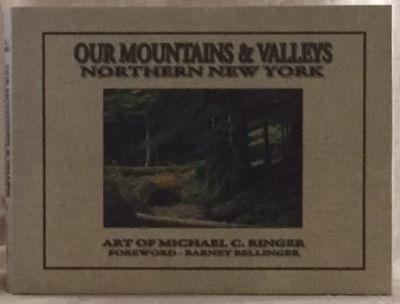 OUR MOUNTAINS & VALLEYS
NORTHERN NEW YORK
ART OF MICHAEL C. RINGER
FOREWORD - BARNEY BELLINGER